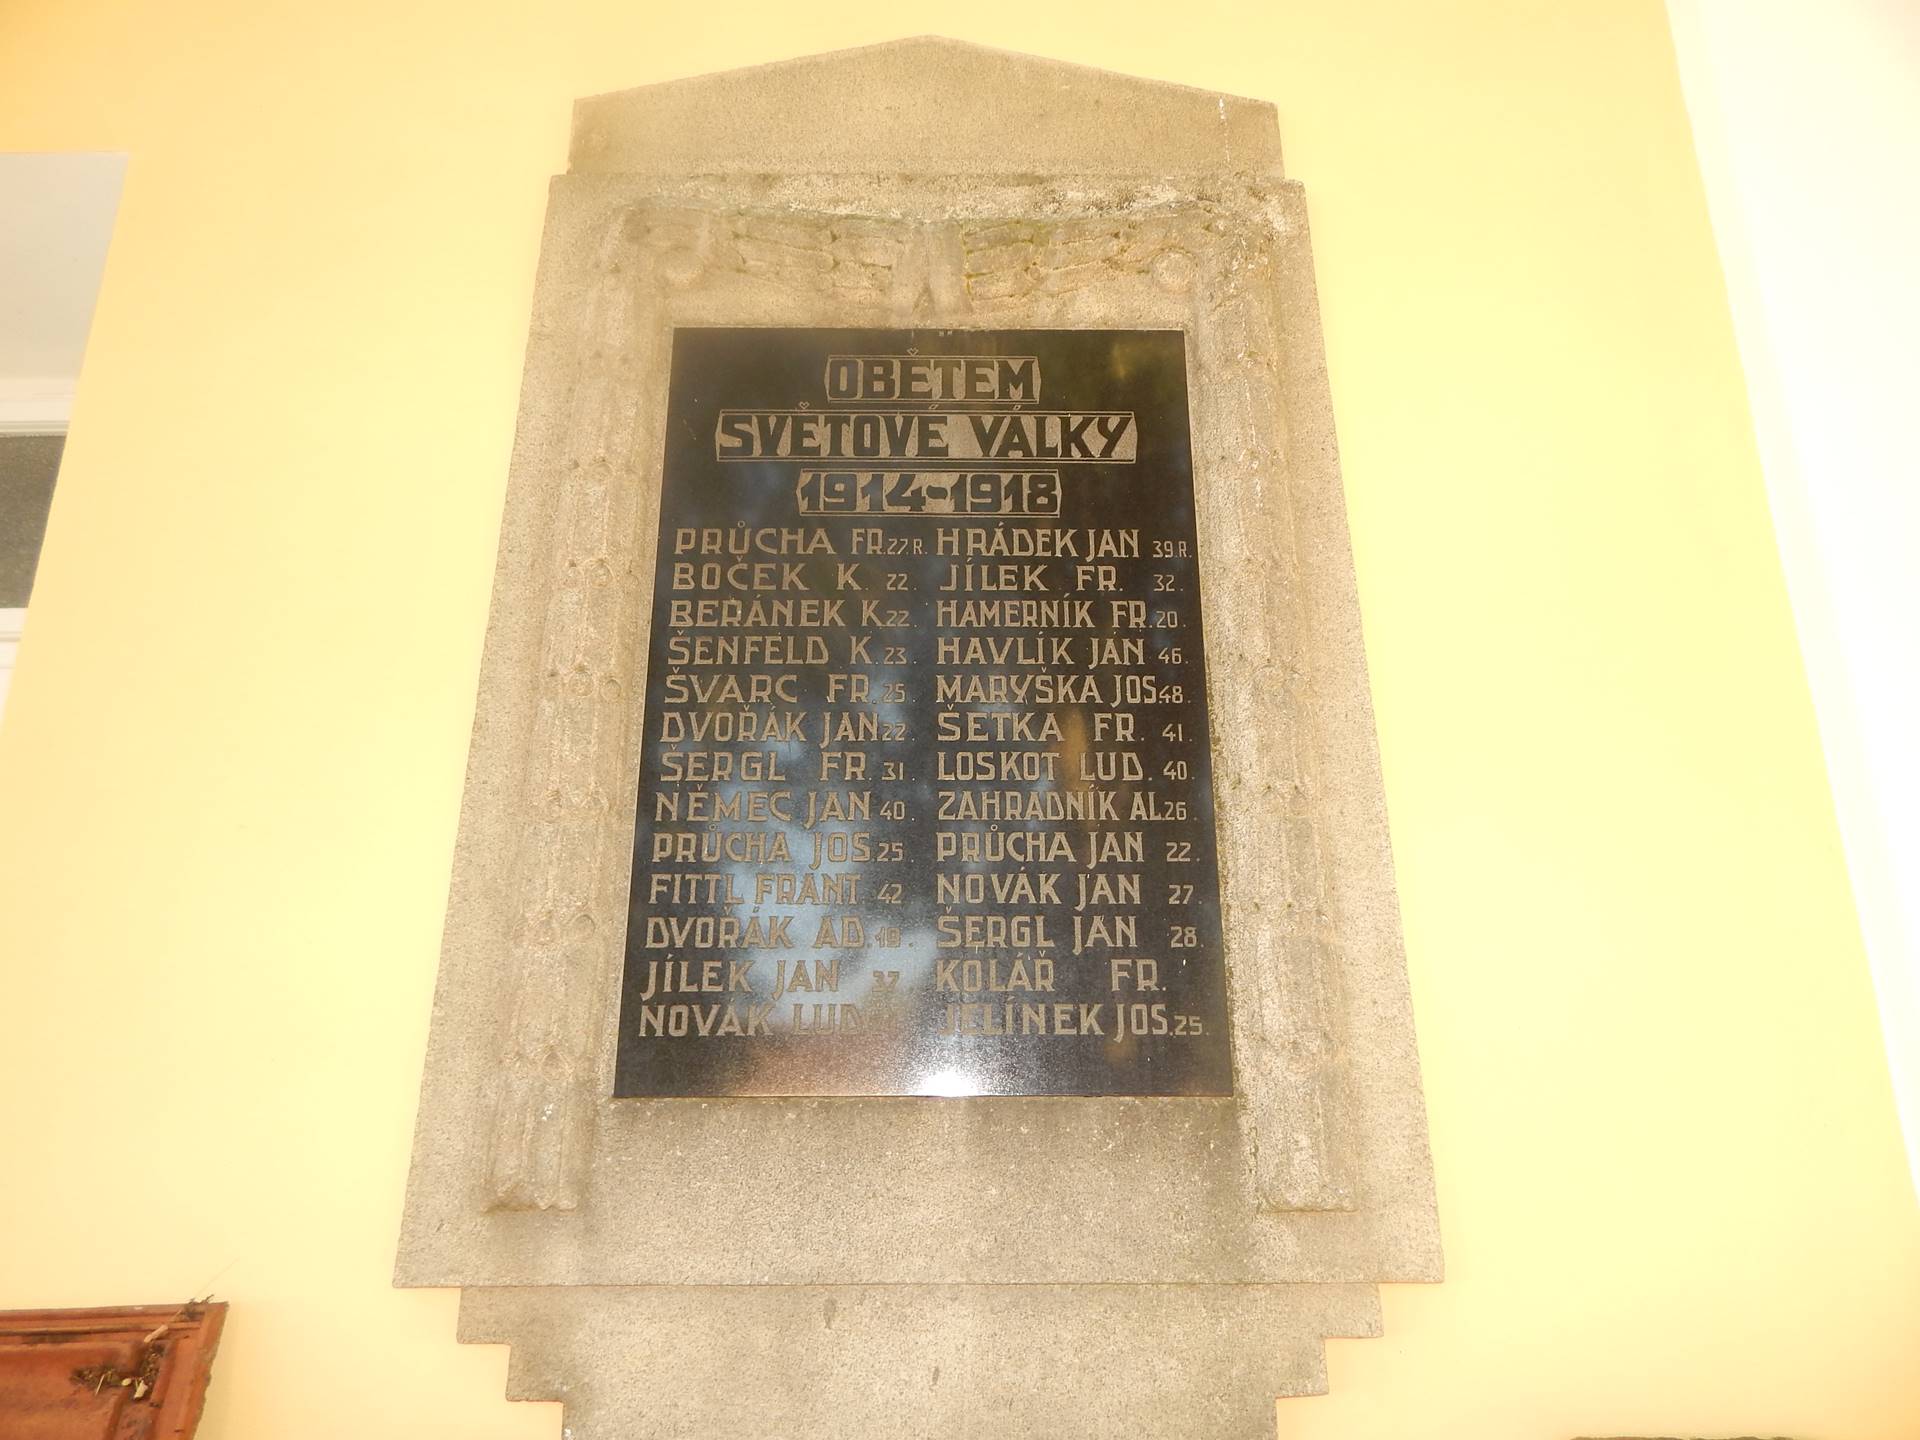 OBĚTEM
SVĚTOVÉ VÁLKY
1914-1918
PRŮCHA FR. 27. R. HRÁDEK JAN 39. R.
BOČEK K. 22. JÍLEK FR. 32.
BERÁNEK K. 22. HAMERNÍK FR. 20.
ŠENFELD K. 23. HAVLÍK JAN 46.
ŠVARC FR. 25. MARYŠKA JOS. 48.
DVOŘÁK JAN 22. ŠETKA FR. 41.
ŠERGL FR. 31. LOSKOT LUD. 40.
NĚMEC JAN 40. ZAHRADNÍK AL. 26.
PRŮCHA JOS. 25. PRŮCHA JAN 22.
FITTL FRANT. 42 NOVÁK JAN 27.
DVOŘÁK AD. 19. ŠERGL JAN 28.
JÍLEK JAN KOLÁŘ FR.
NOVÁK LUD. JELÍNEK JOS. 25.